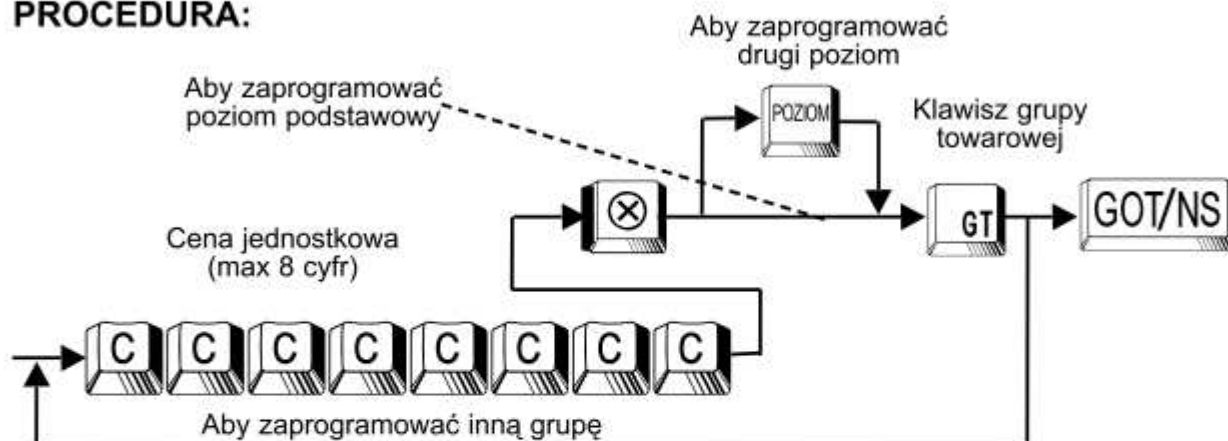 PROCEDURA:
Aby zaprogramować
drugi poziom
Aby zaprogramować
poziom podstawowy
POZIOM
Klawisz grupy
towarowej
GT
GOT/NS
Cena jednostkowa
(max 8 cyfr)
C C C C C C C C
Aby zaprogramować inną grupę